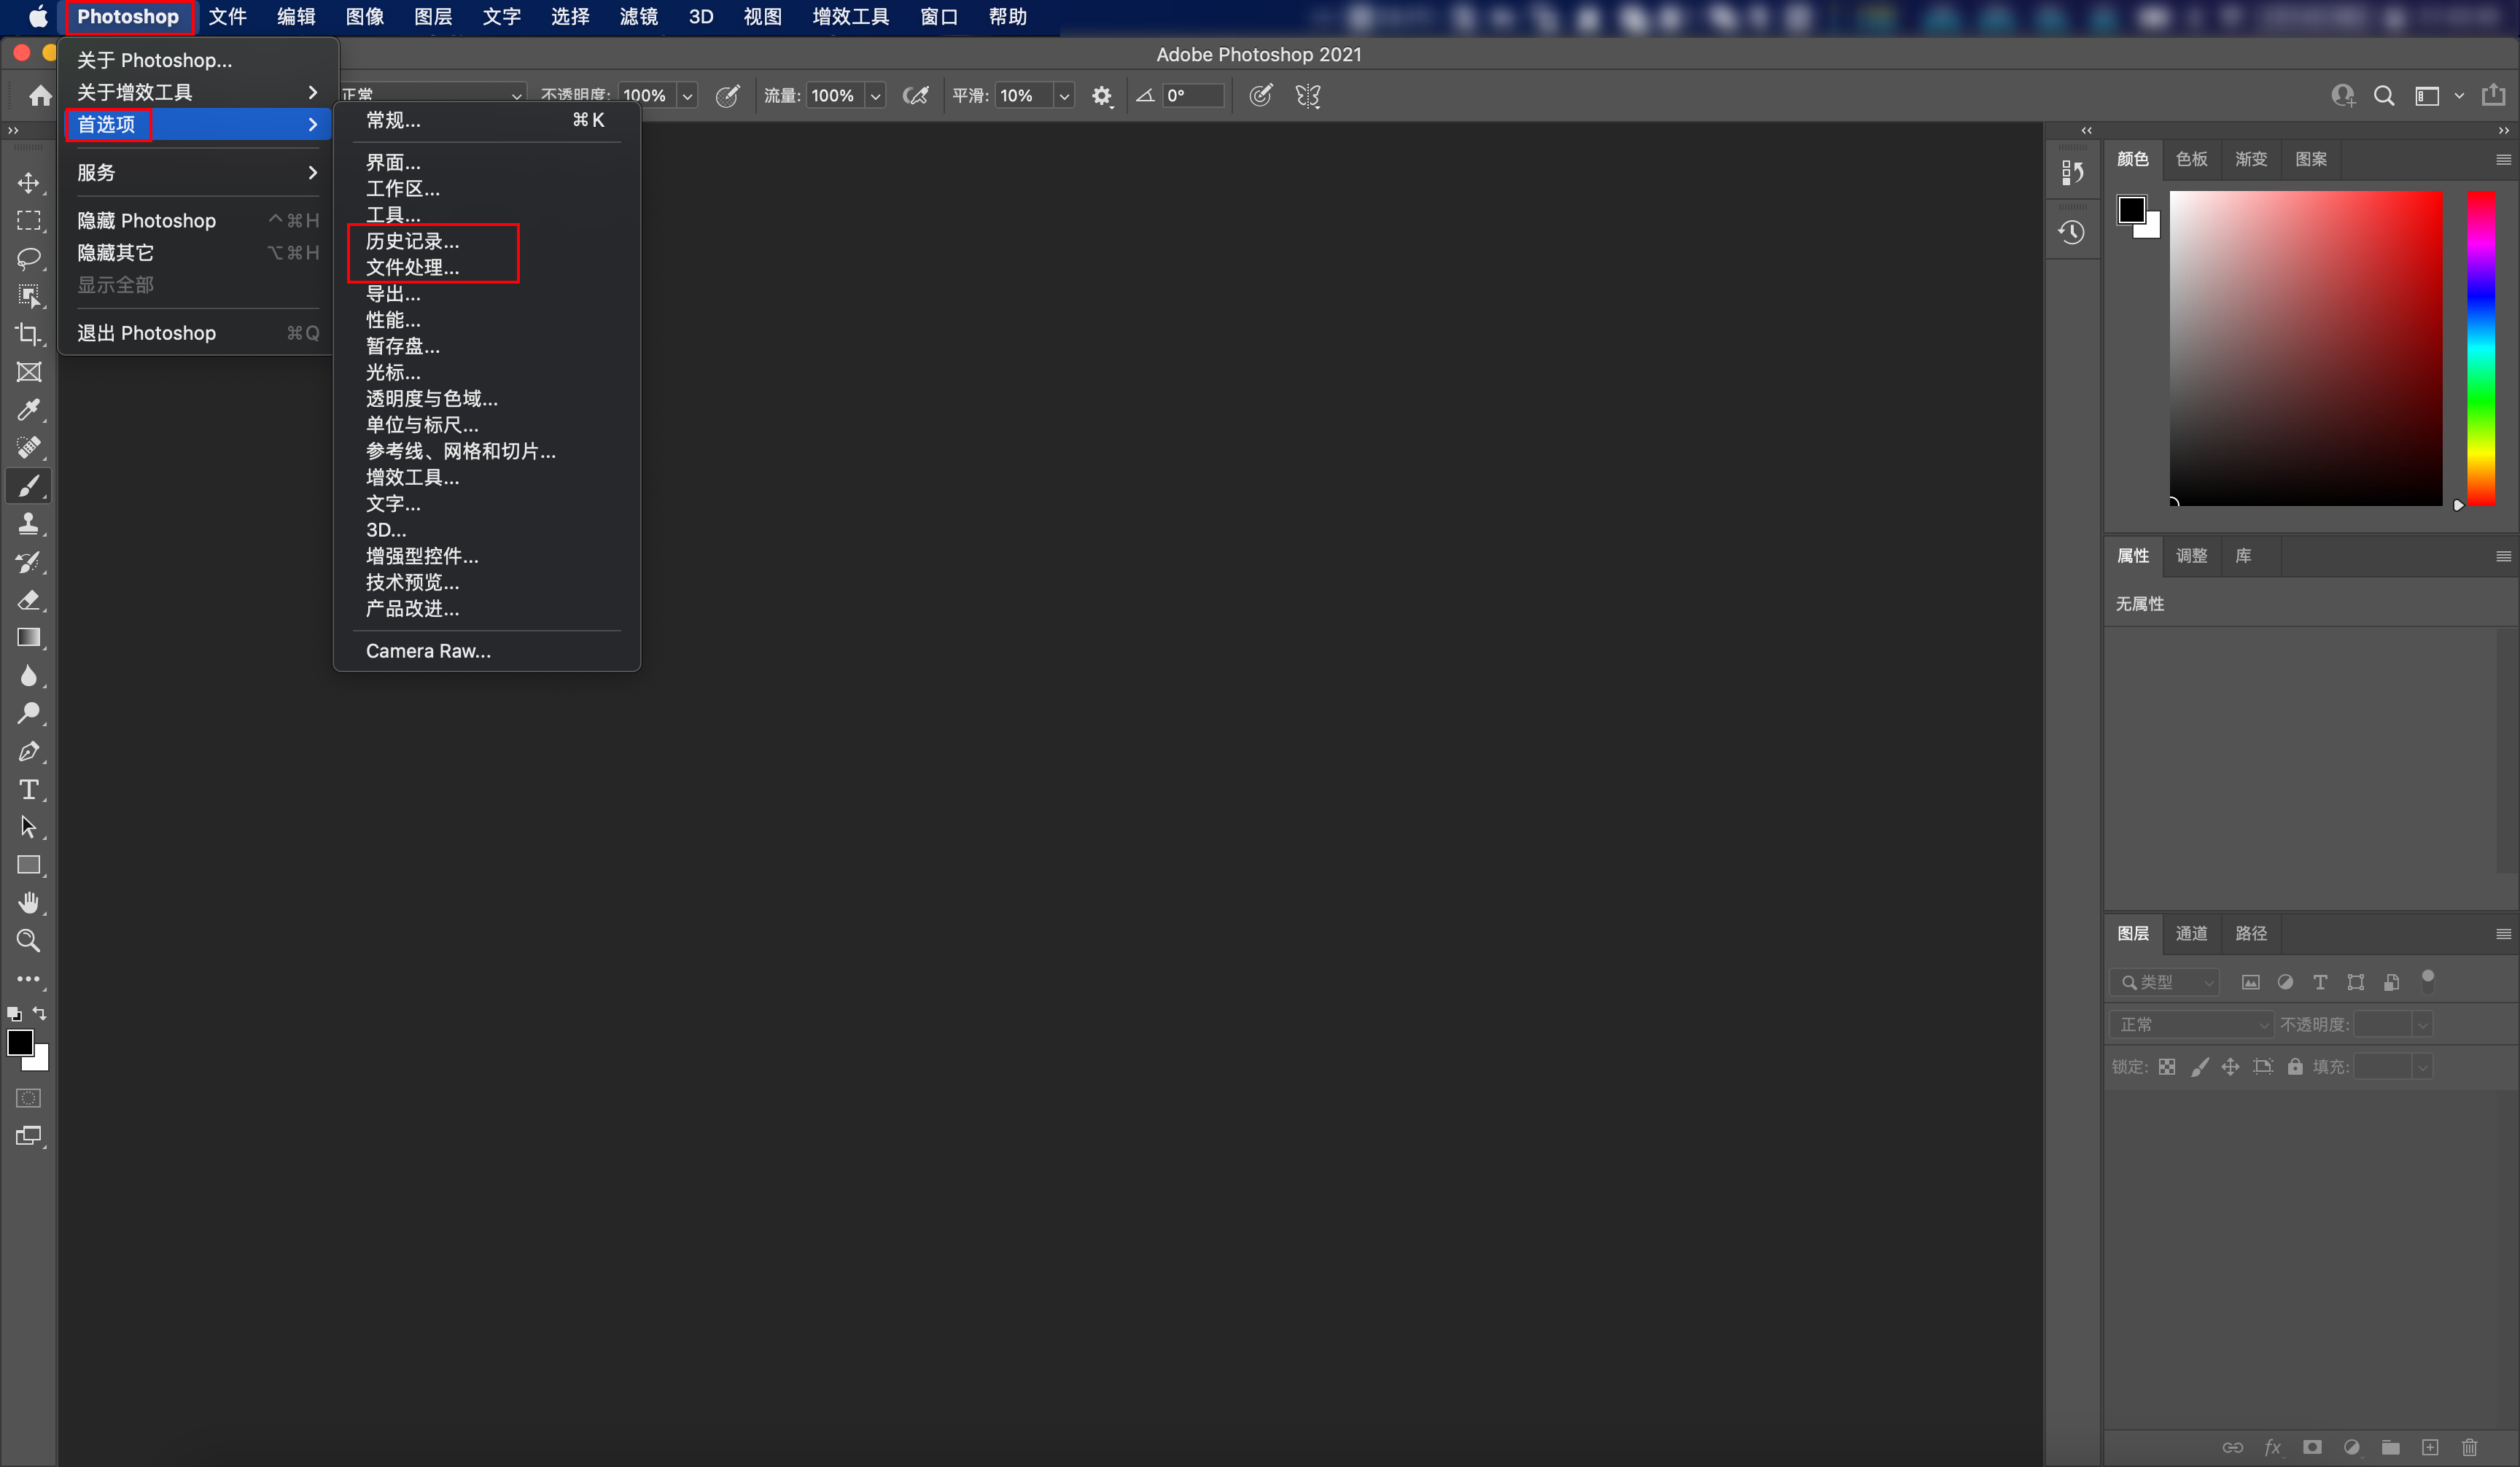 Photoshop 文件 编辑 图像 图层 文字 选择 滤镜 3D 视图 增效工具 窗口 帮助
Adobe Photoshop 2021
关于 Photoshop...
关于增效工具
首选项
服务
隐藏 Photoshop ^⌘H
隐藏其它 ⌥⌘H
显示全部
退出 Photoshop ⌘Q
正常 不透明度: 100% 流量: 100% 平滑: 10% 0°
常规... ⌘K
界面...
工作区...
工具...
历史记录...
文件处理...
导出...
性能...
暂存盘...
光标...
透明度与色域...
单位与标尺...
参考线、网格和切片...
增效工具...
文字...
3D...
增强型控件...
技术预览...
产品改进...
Camera Raw...
颜色 色板 渐变 图案
属性 调整 库
无属性
图层 通道 路径
类型
正常 不透明度:
锁定: 填充:
fx